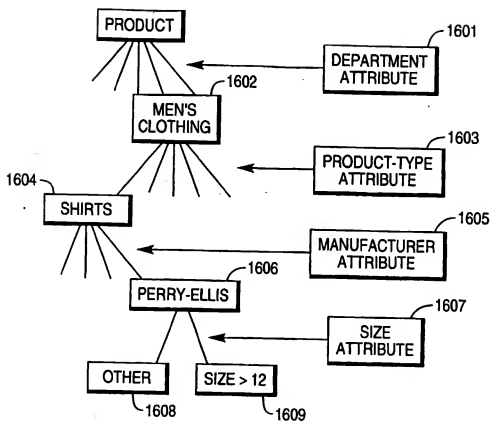 PRODUCT
1601
DEPARTMENT
ATTRIBUTE
1602
MEN'S
CLOTHING
1603
PRODUCT-TYPE
ATTRIBUTE
1604
SHIRTS
1605
MANUFACTURER
ATTRIBUTE
1606
PERRY-ELLIS
1607
SIZE
ATTRIBUTE
OTHER
SIZE > 12
1608
1609